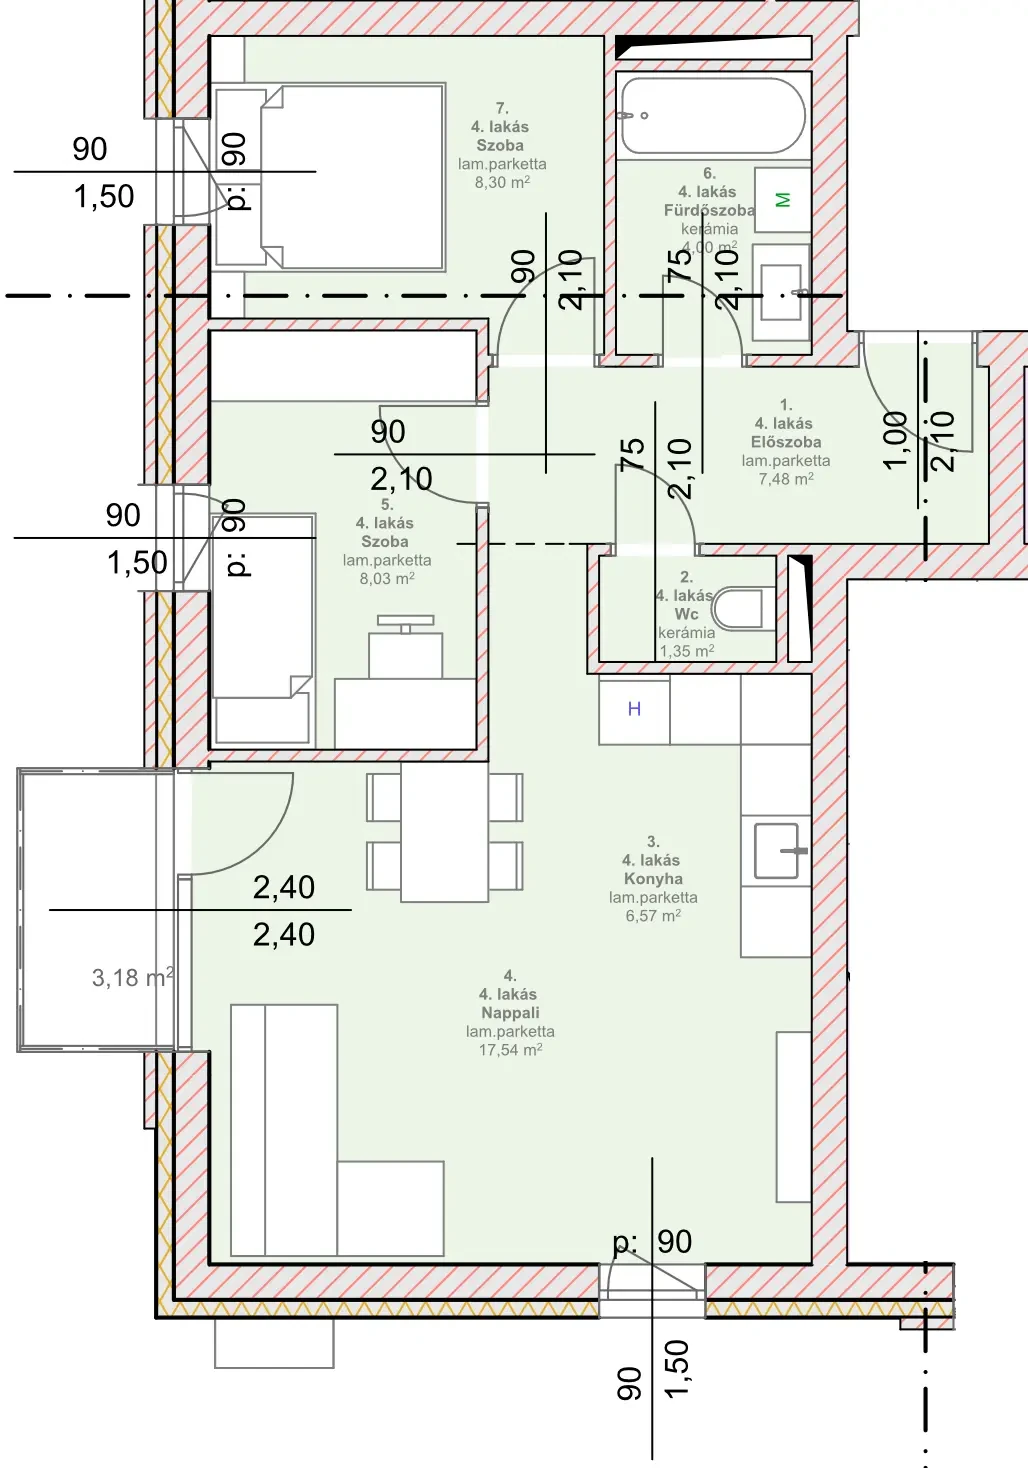 7.
4. lakás
Szoba
lam.parketta
8,30 m²
90
1,50
p: 90
6.
4. lakás
Fürdőszoba
kerámia
4,00 m²
M
90
2,10
75
2,10
1.
4. lakás
Előszoba
lam.parketta
7,48 m²
1,00
2,10
90
2,10
75
2,10
5.
4. lakás
Szoba
lam.parketta
8,03 m²
90
1,50
p: 90
2.
4. lakás
Wc
kerámia
1,35 m²
H
3.
4. lakás
Konyha
lam.parketta
6,57 m²
2,40
2,40
3,18 m²
4.
4. lakás
Nappali
lam.parketta
17,54 m²
p: 90
90
1,50